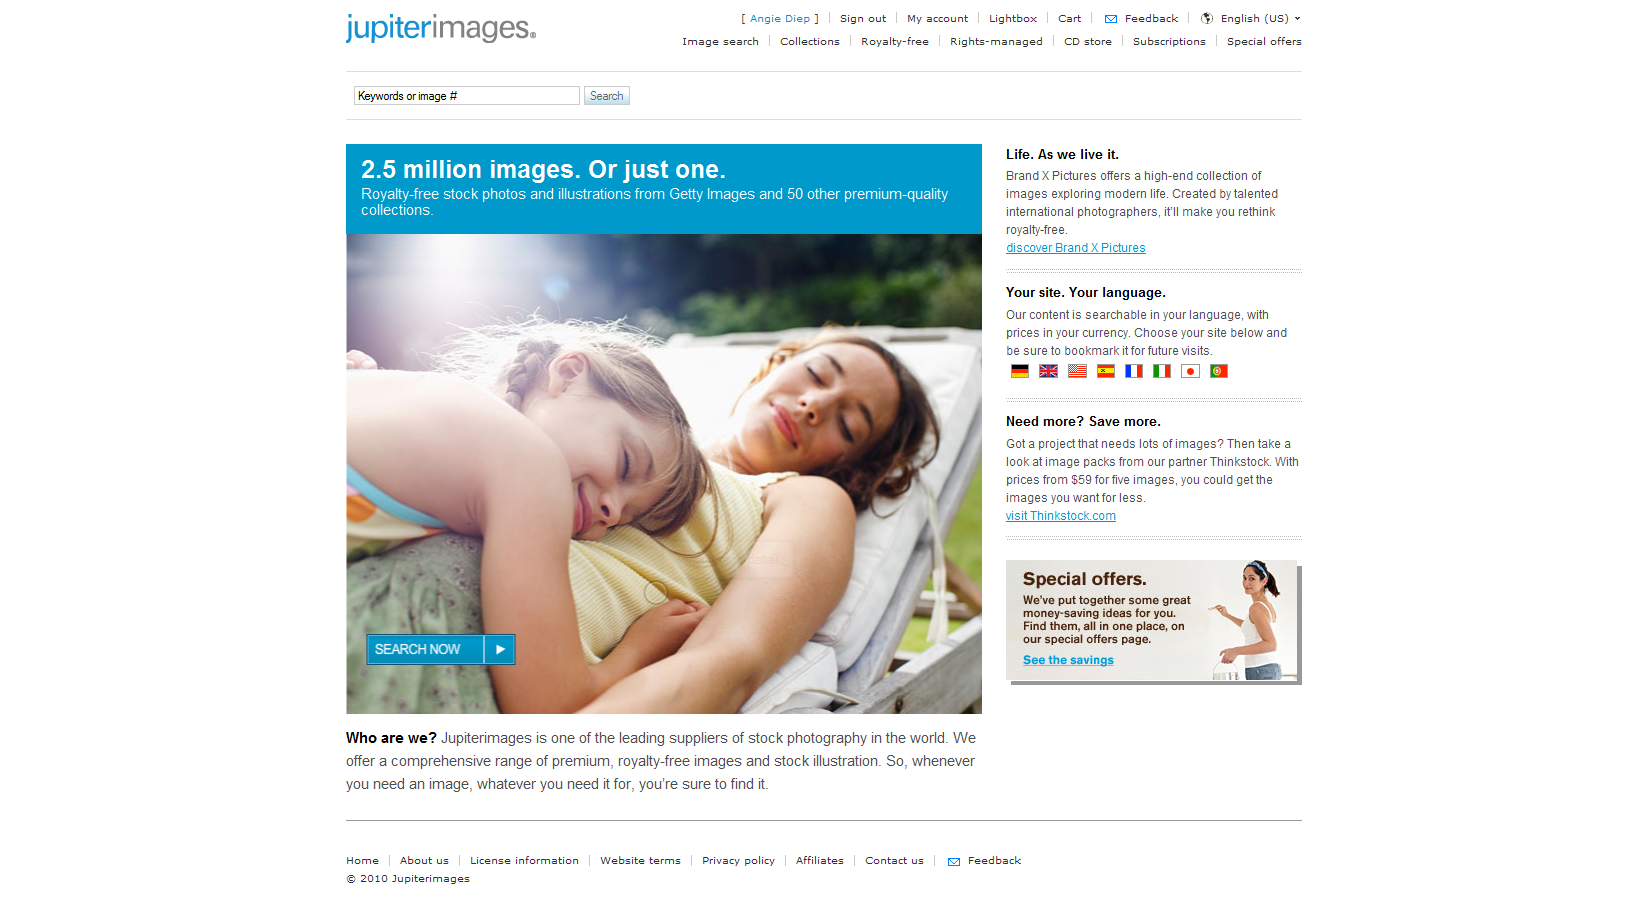 jupiterimages®
[ Angie Diep ] Sign out My account Lightbox Cart Feedback English (US)
Image search Collections Royalty-free Rights-managed CD store Subscriptions Special offers
Keywords or image # Search
2.5 million images. Or just one.
Royalty-free stock photos and illustrations from Getty Images and 50 other premium-quality
collections.
SEARCH NOW
Who are we? Jupiterimages is one of the leading suppliers of stock photography in the world. We
offer a comprehensive range of premium, royalty-free images and stock illustration. So, whenever
you need an image, whatever you need it for, you’re sure to find it.
Life. As we live it.
Brand X Pictures offers a high-end collection of
images exploring modern life. Created by talented
international photographers, it’ll make you rethink
royalty-free.
discover Brand X Pictures
Your site. Your language.
Our content is searchable in your language, with
prices in your currency. Choose your site below and
be sure to bookmark it for future visits.
Need more? Save more.
Got a project that needs lots of images? Then take a
look at image packs from our partner Thinkstock. With
prices from $59 for five images, you could get the
images you want for less.
visit Thinkstock.com
Special offers.
We’ve put together some great
money-saving ideas for you.
Find them, all in one place, on
our special offers page.
See the savings
Home About us License information Website terms Privacy policy Affiliates Contact us Feedback
© 2010 Jupiterimages